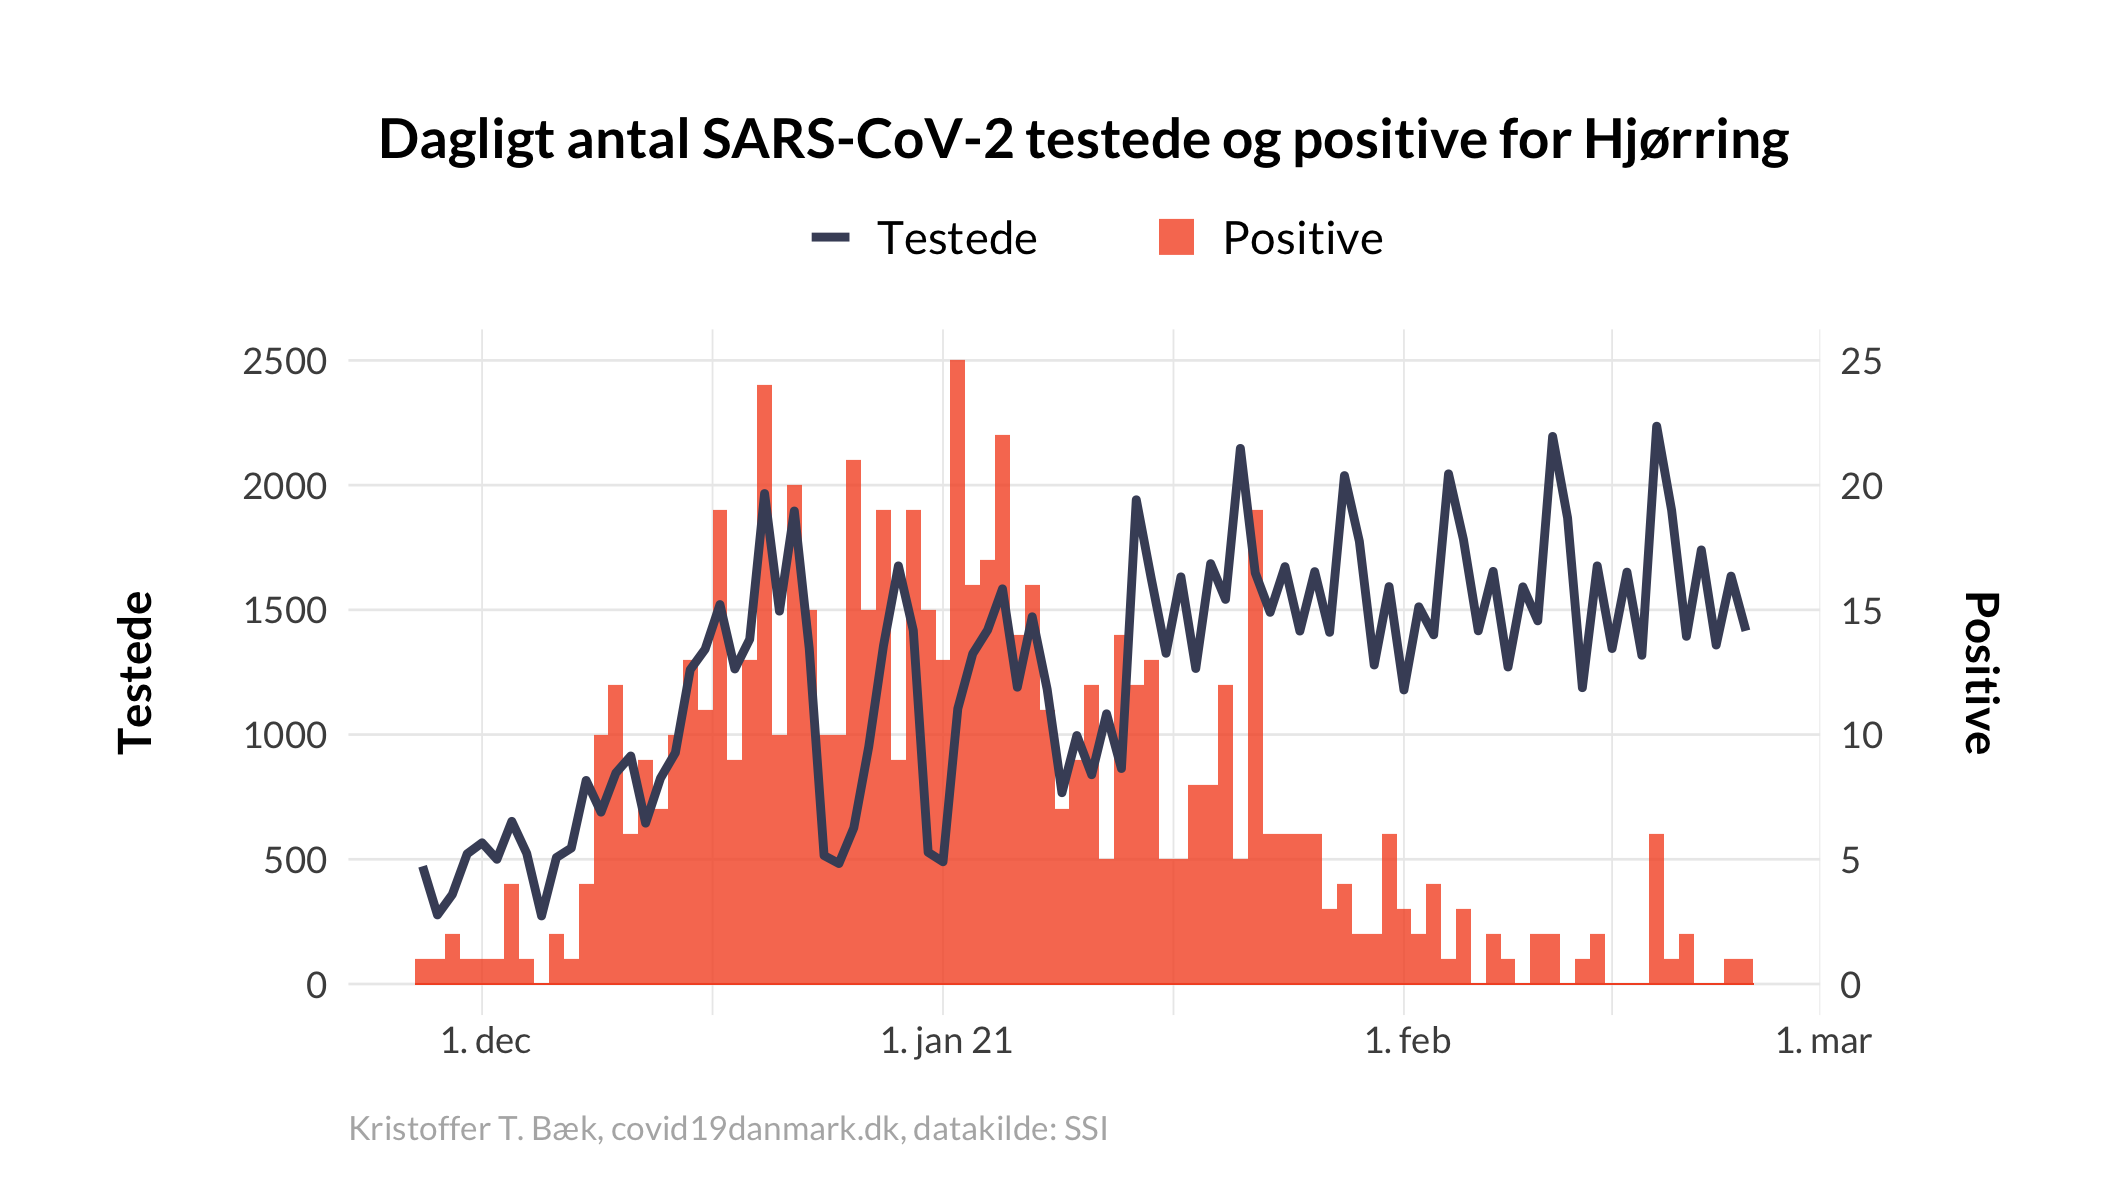 Dagligt antal SARS-CoV-2 testede og positive for Hjørring
Testede
Positive
2500
2000
1500
1000
500
0
Testede
25
20
15
10
5
0
Positive
1. dec
1. jan 21
1. feb
1. mar
Kristoffer T. Bæk, covid19danmark.dk, datakilde: SSI